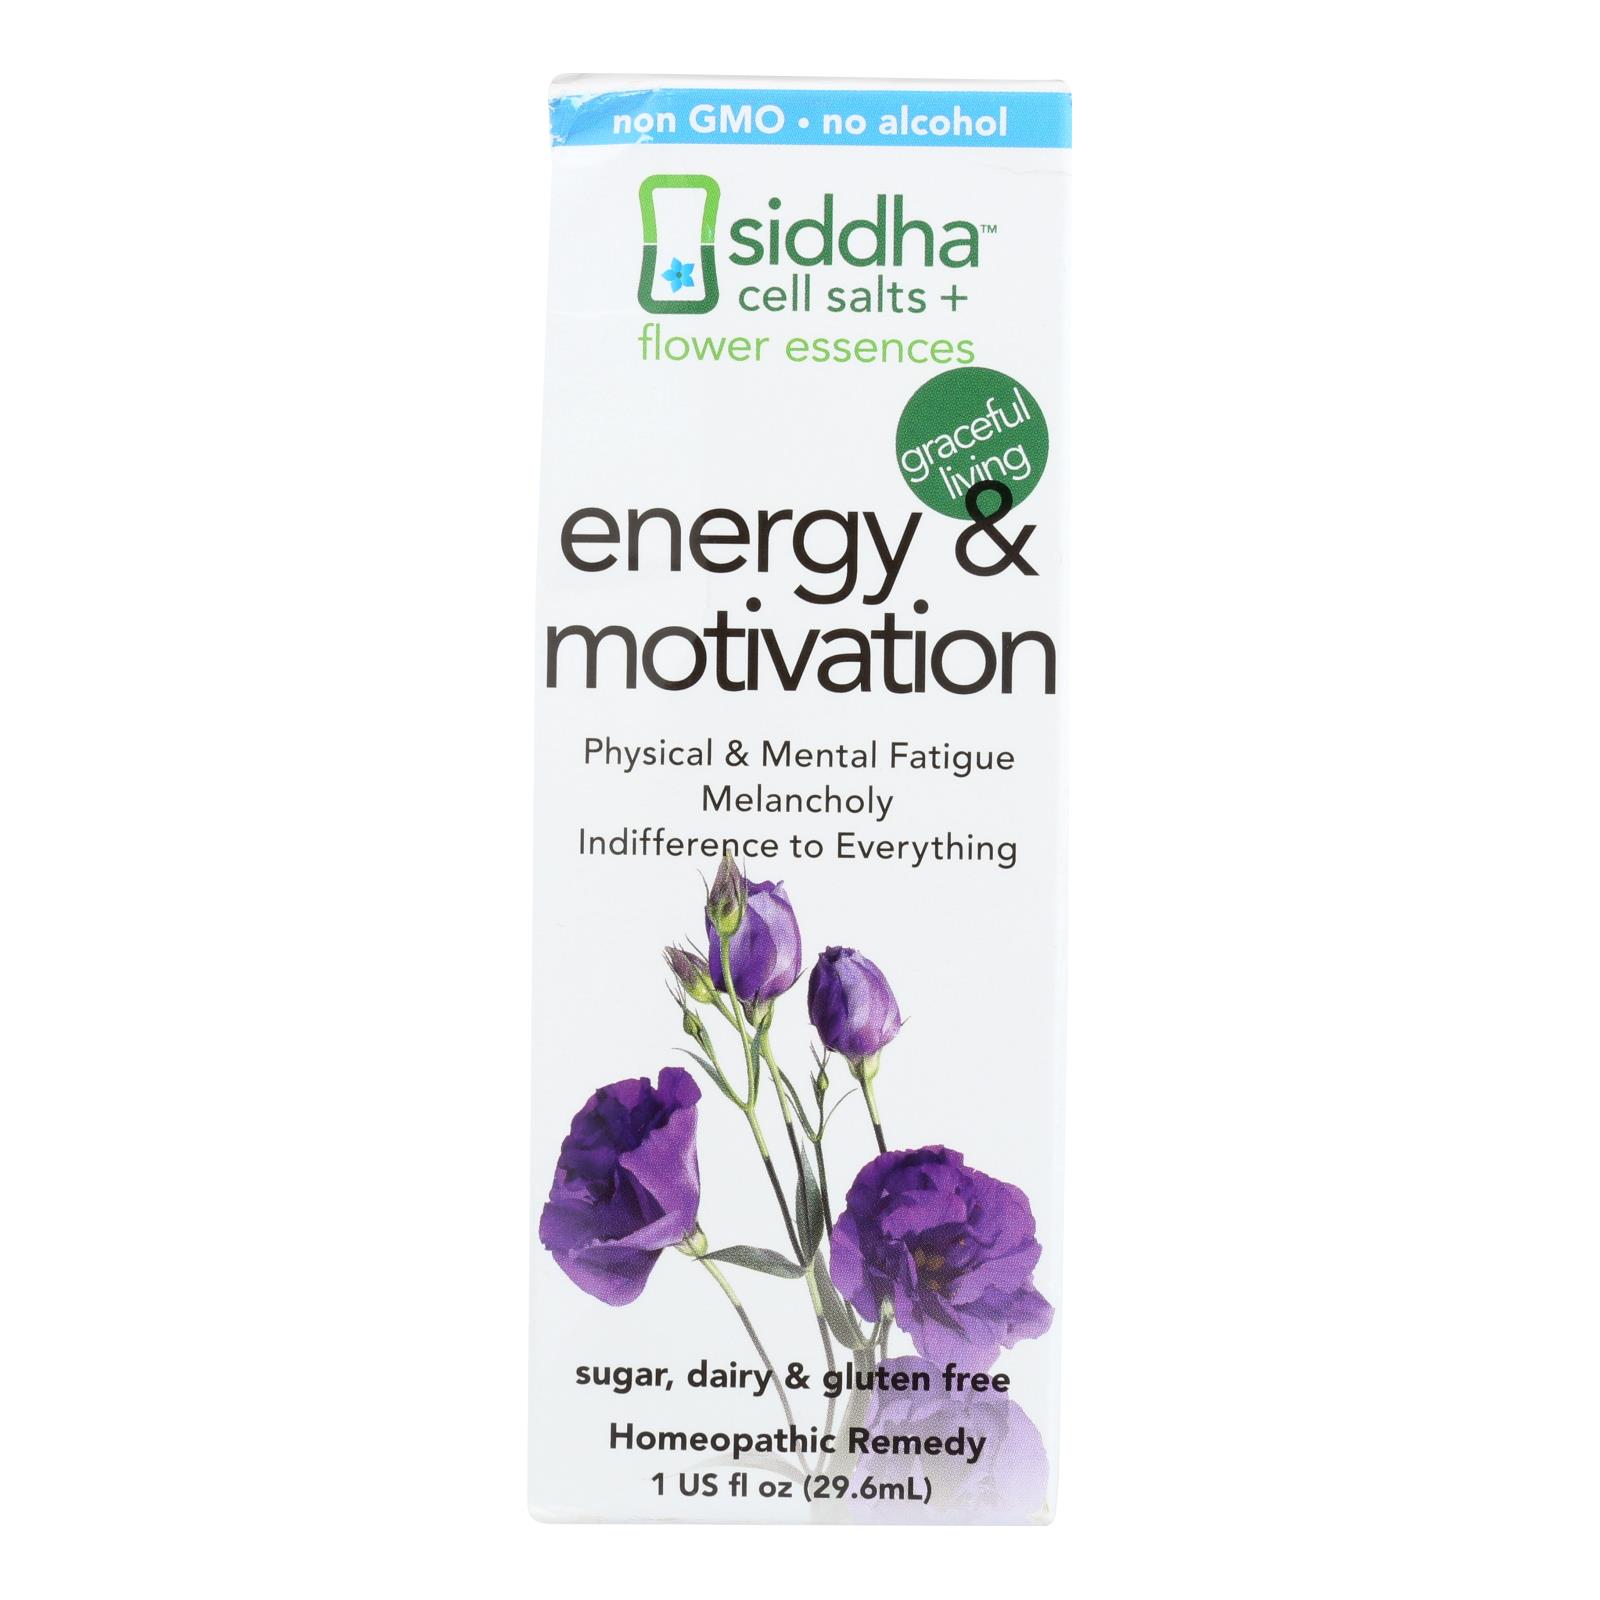 non GMO • no alcohol
siddha™
cell salts +
flower essences
graceful
living
energy &
motivation
Physical & Mental Fatigue
Melancholy
Indifference to Everything
sugar, dairy & gluten free
Homeopathic Remedy
1 US fl oz (29.6mL)